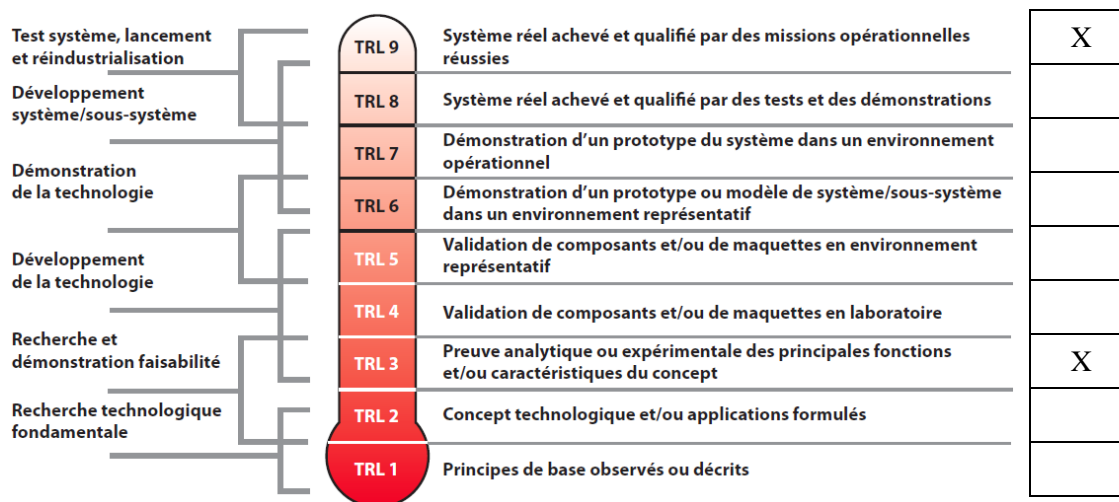 Test système, lancement
et réindustrialisation
Développement
système/sous-système
Démonstration
de la technologie
Développement
de la technologie
Recherche et
démonstration faisabilité
Recherche technologique
fondamentale
TRL 9
Système réel achevé et qualifié par des missions opérationnelles
réussies
X
TRL 8
Système réel achevé et qualifié par des tests et des démonstrations
TRL 7
Démonstration d'un prototype du système dans un environnement
opérationnel
TRL 6
Démonstration d'un prototype ou modèle de système/sous-système
dans un environnement représentatif
TRL 5
Validation de composants et/ou de maquettes en environnement
représentatif
TRL 4
Validation de composants et/ou de maquettes en laboratoire
TRL 3
Preuve analytique ou expérimentale des principales fonctions
et/ou caractéristiques du concept
X
TRL 2
Concept technologique et/ou applications formulés
TRL 1
Principes de base observés ou décrits